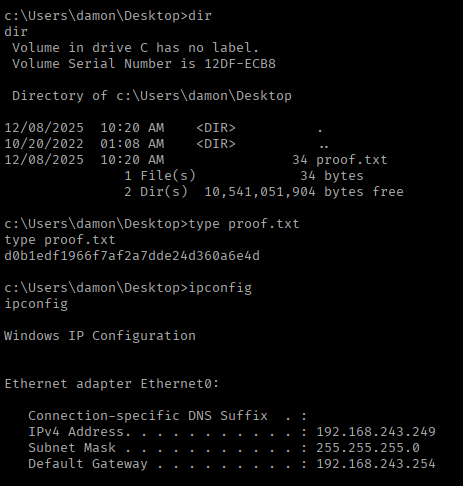 c:\Users\damon\Desktop>dir
dir
 Volume in drive C has no label.
 Volume Serial Number is 12DF-ECB8

 Directory of c:\Users\damon\Desktop

12/08/2025  10:20 AM    <DIR>          .
10/20/2022  01:08 AM    <DIR>          ..
12/08/2025  10:20 AM                34 proof.txt
               1 File(s)             34 bytes
               2 Dir(s)  10,541,051,904 bytes free

c:\Users\damon\Desktop>type proof.txt
type proof.txt
d0b1edf1966f7af2a7dde24d360a6e4d

c:\Users\damon\Desktop>ipconfig
ipconfig

Windows IP Configuration


Ethernet adapter Ethernet0:

   Connection-specific DNS Suffix  . :
   IPv4 Address. . . . . . . . . . . : 192.168.243.249
   Subnet Mask . . . . . . . . . . . : 255.255.255.0
   Default Gateway . . . . . . . . . : 192.168.243.254